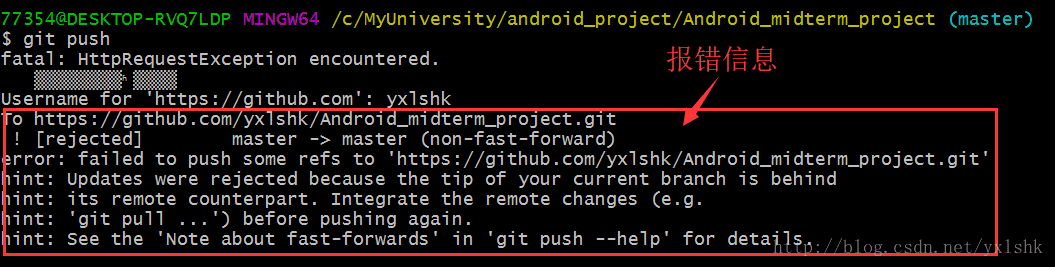 77354@DESKTOP-RVQ7LDP MINGW64 /c/MyUniversity/android_project/Android_midterm_project (master)
$ git push
fatal: HttpRequestException encountered.
报错信息
Username for 'https://github.com': yxlshk
To https://github.com/yxlshk/Android_midterm_project.git
! [rejected] master -> master (non-fast-forward)
error: failed to push some refs to 'https://github.com/yxlshk/Android_midterm_project.git'
hint: Updates were rejected because the tip of your current branch is behind
hint: its remote counterpart. Integrate the remote changes (e.g.
hint: 'git pull ...') before pushing again.
hint: See the 'Note about fast-forwards' in 'git push --help' for details.
http://blog.csdn.net/yxlshk